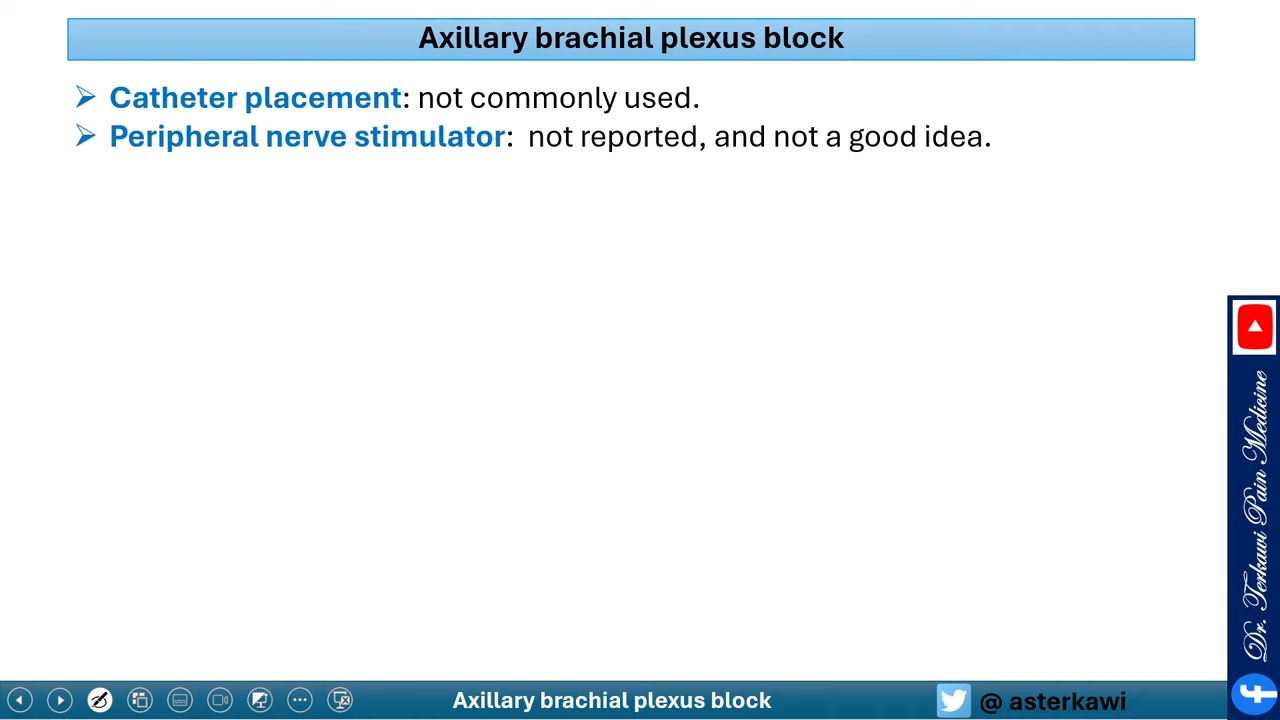 Axillary brachial plexus block
Catheter placement: not commonly used.
Peripheral nerve stimulator: not reported, and not a good idea.
Dr. Terkawi Pain Medicine
Axillary brachial plexus block
@ asterkawi